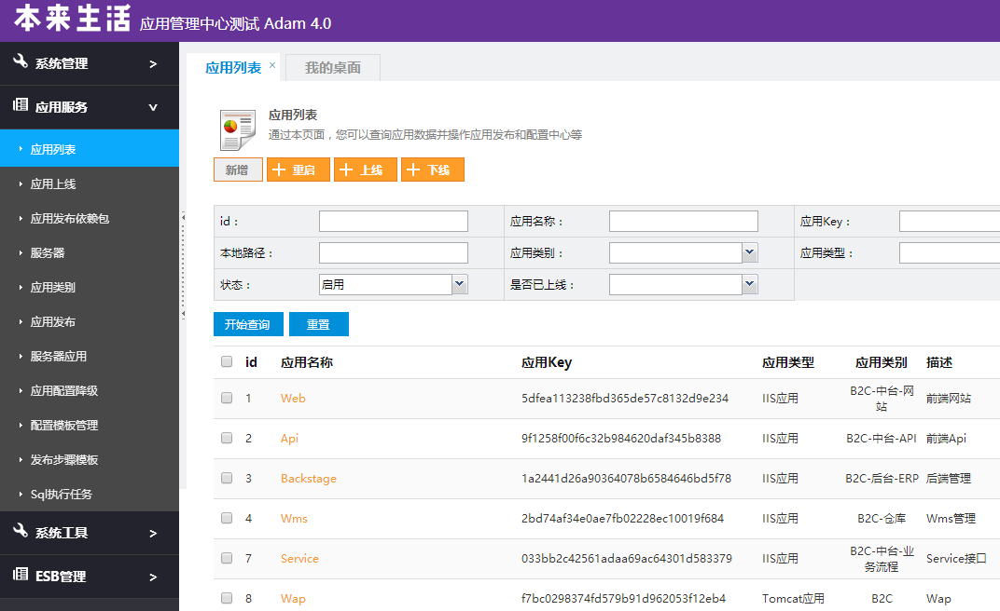 本来生活 应用管理中心测试 Adam 4.0
系统管理 >
应用服务 v
应用列表
应用上线
应用发布依赖包
服务器
应用类别
应用发布
服务器应用
应用配置降级
配置模板管理
发布步骤模板
Sql执行任务
系统工具 >
ESB管理 >
应用列表 × 我的桌面
应用列表
通过本页面，您可以查询应用数据并操作应用发布和配置中心等
新增 重启 上线 下线
id： 应用名称： 应用Key：
本地路径： 应用类别： 应用类型：
状态： 启用 是否已上线：
开始查询 重置
id 应用名称 应用Key 应用类型 应用类别 描述
1 Web 5dfea113238fbd365de57c8132d9e234 IIS应用 B2C-中台-网站 前端网站
2 Api 9f1258f00f6c32b984620daf345b8388 IIS应用 B2C-中台-API 前端Api
3 Backstage 1a2441d26a90364078b6584646bd5f78 IIS应用 B2C-后台-ERP 后端管理
4 Wms 2bd74af34e0ae7fb02228ec10019f684 IIS应用 B2C-仓库 Wms管理
7 Service 033bb2c42561adaa69ac64301d583379 IIS应用 B2C-中台-业务流程 Service接口
8 Wap f7bc0298374fd579b91d962053f12eb4 Tomcat应用 B2C Wap